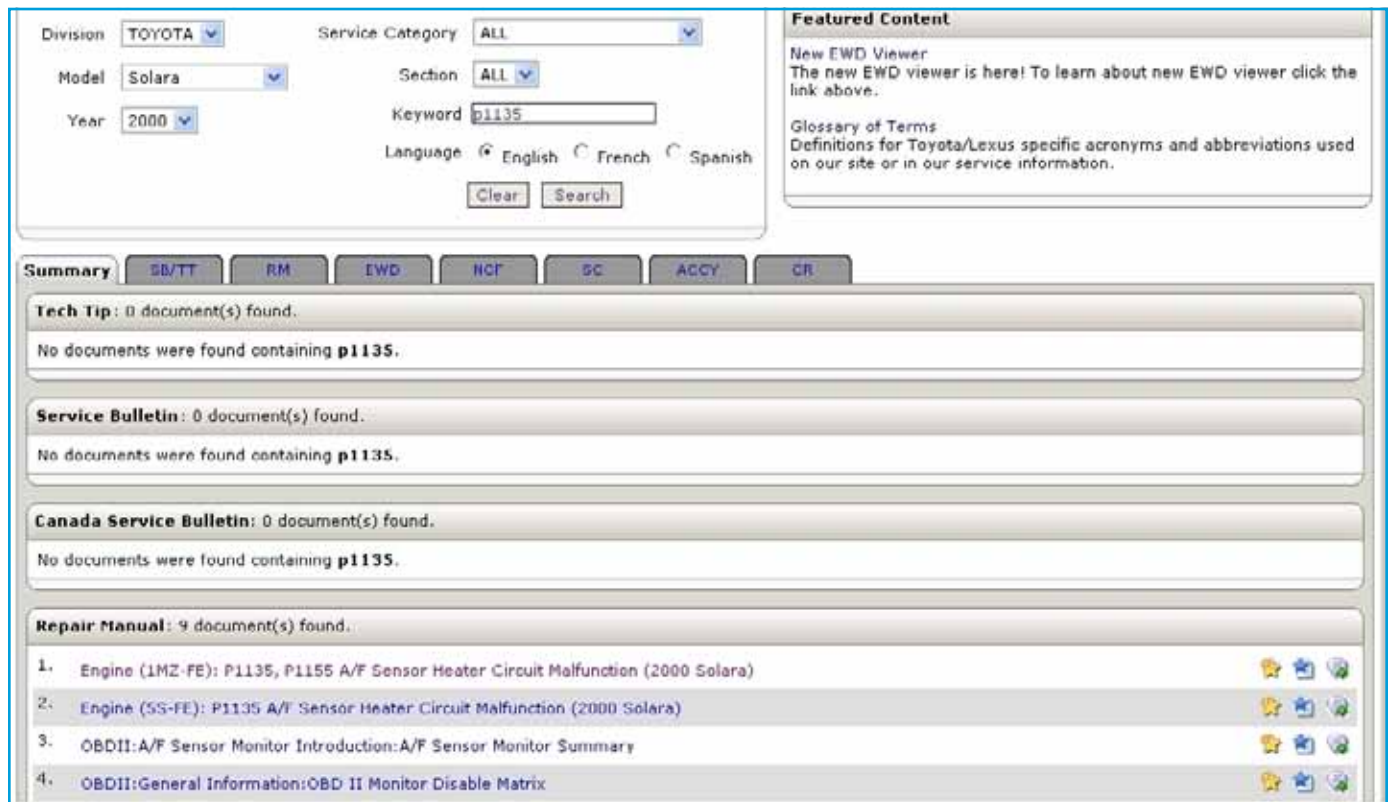 Division TOYOTA Service Category ALL
Model Solara Section ALL
Year 2000 Keyword p1135
Language English French Spanish
Clear Search
Featured Content
New EWD Viewer
The new EWD viewer is here! To learn about new EWD viewer click the
link above.
Glossary of Terms
Definitions for Toyota/Lexus specific acronyms and abbreviations used
on our site or in our service information.
Summary SB/TT RM EWD NCF SC ACCY CR
Tech Tip: 0 document(s) found.
No documents were found containing p1135.
Service Bulletin: 0 document(s) found.
No documents were found containing p1135.
Canada Service Bulletin: 0 document(s) found.
No documents were found containing p1135.
Repair Manual: 9 document(s) found.
1. Engine (1MZ-FE): P1135, P1155 A/F Sensor Heater Circuit Malfunction (2000 Solara)
2. Engine (5S-FE): P1135 A/F Sensor Heater Circuit Malfunction (2000 Solara)
3. OBDII:A/F Sensor Monitor Introduction:A/F Sensor Monitor Summary
4. OBDII:General Information:OBD II Monitor Disable Matrix